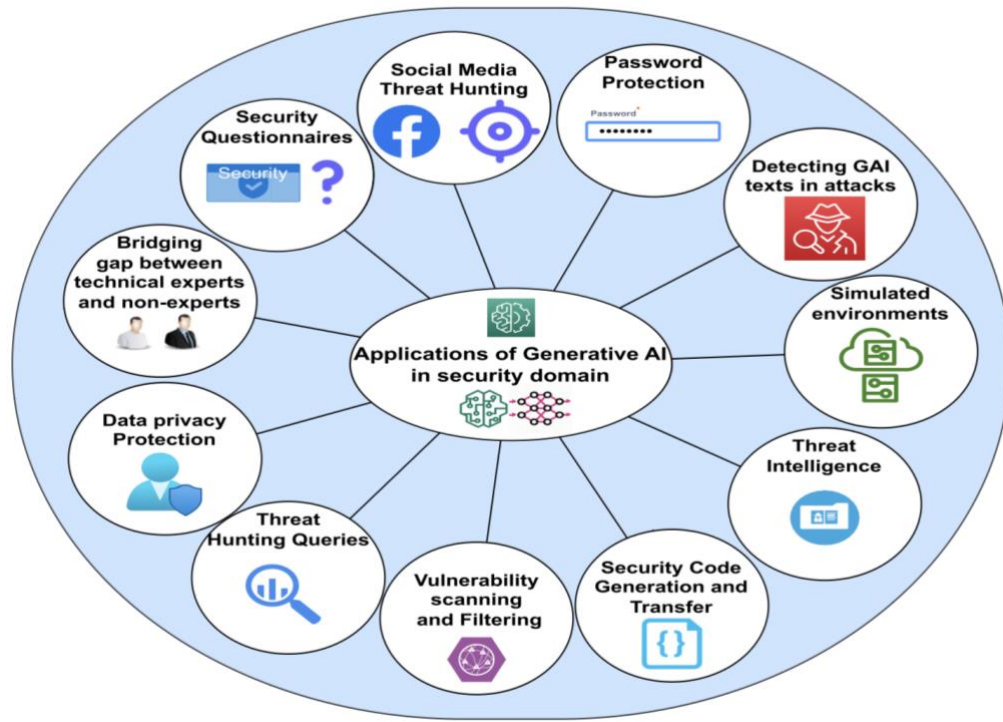 Social Media
Threat Hunting
Password
Protection
Password*
••••••••
Security
Questionnaires
Security
?
Detecting GAI
texts in attacks
Bridging
gap between
technical experts
and non-experts
Simulated
environments
Applications of Generative AI
in security domain
Data privacy
Protection
Threat
Intelligence
Threat
Hunting Queries
Vulnerability
scanning
and Filtering
Security Code
Generation and
Transfer
{ }